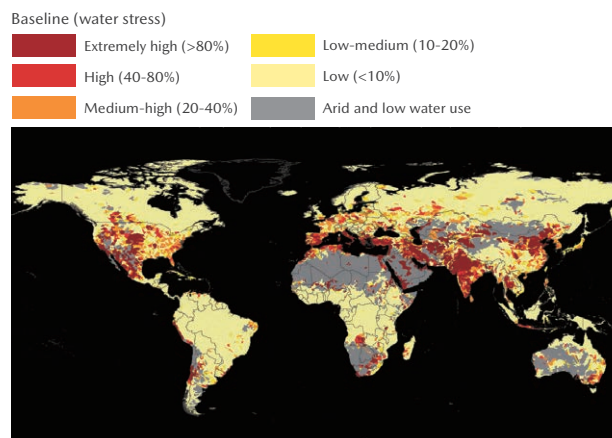 Baseline (water stress)
Extremely high (>80%)
Low-medium (10-20%)
High (40-80%)
Low (<10%)
Medium-high (20-40%)
Arid and low water use